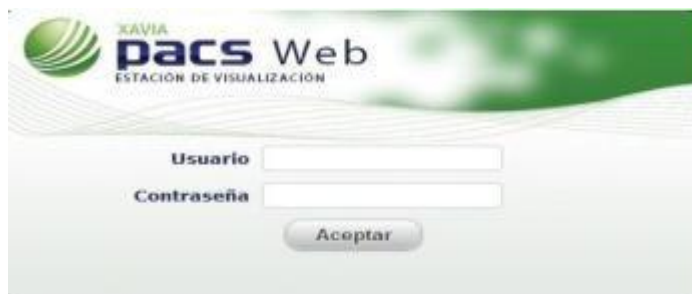 XAVIA
pacs Web
ESTACIÓN DE VISUALIZACIÓN
Usuario
Contraseña
Aceptar